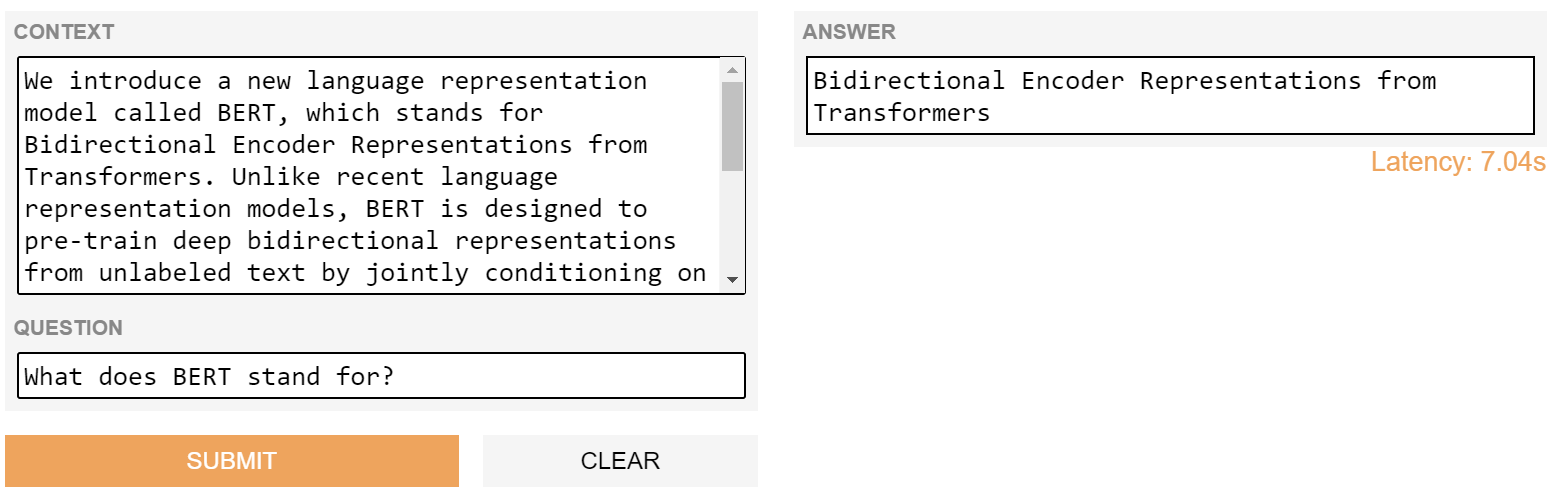 CONTEXT
We introduce a new language representation
model called BERT, which stands for
Bidirectional Encoder Representations from
Transformers. Unlike recent language
representation models, BERT is designed to
pre-train deep bidirectional representations
from unlabeled text by jointly conditioning on
QUESTION
What does BERT stand for?
SUBMIT
CLEAR
ANSWER
Bidirectional Encoder Representations from
Transformers
Latency: 7.04s